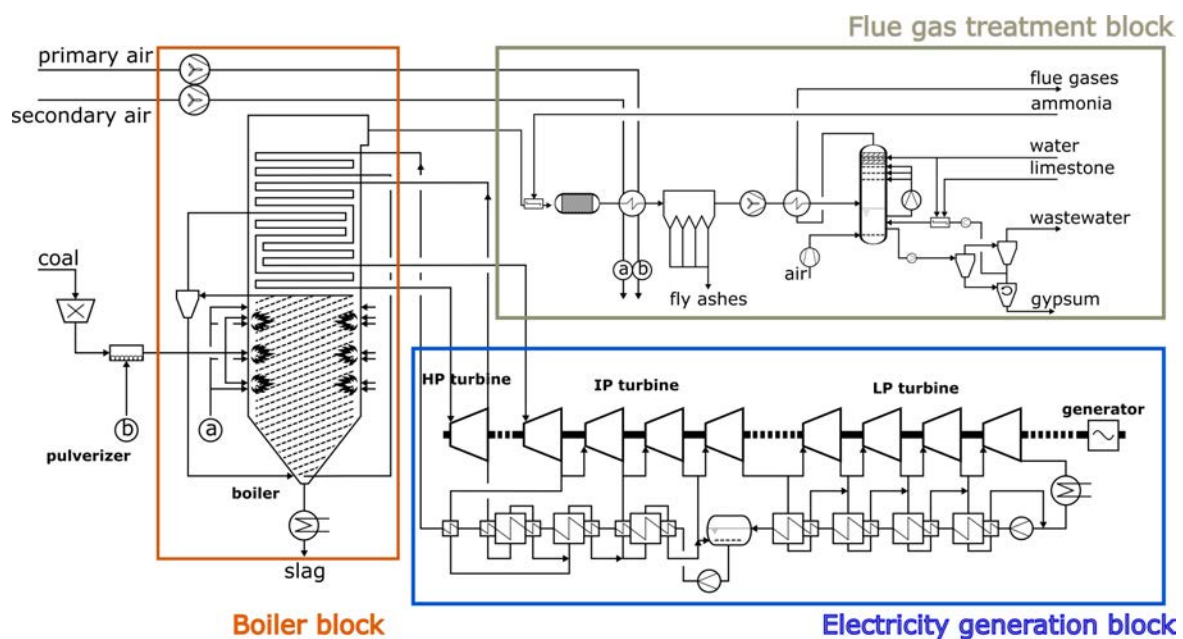 Flue gas treatment block
primary air
secondary air
flue gases
ammonia
water
limestone
wastewater
air
a
b
fly ashes
gypsum
coal
b
a
pulverizer
boiler
slag
Boiler block
HP turbine
IP turbine
LP turbine
generator
Electricity generation block